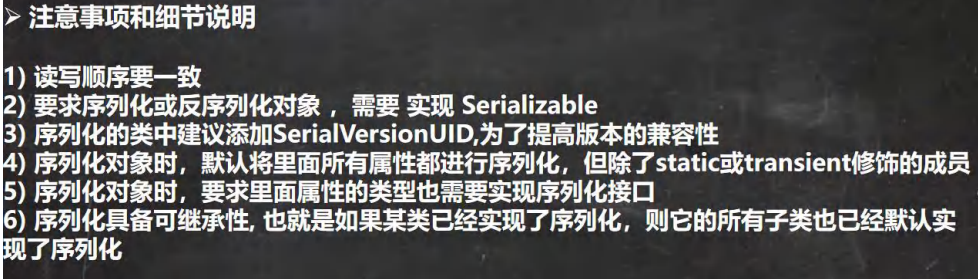 ➢ 注意事项和细节说明
1) 读写顺序要一致
2) 要求序列化或反序列化对象 ，需要 实现 Serializable
3) 序列化的类中建议添加SerialVersionUID,为了提高版本的兼容性
4) 序列化对象时，默认将里面所有属性都进行序列化，但除了static或transient修饰的成员
5) 序列化对象时，要求里面属性的类型也需要实现序列化接口
6) 序列化具备可继承性, 也就是如果某类已经实现了序列化，则它的所有子类也已经默认实
现了序列化